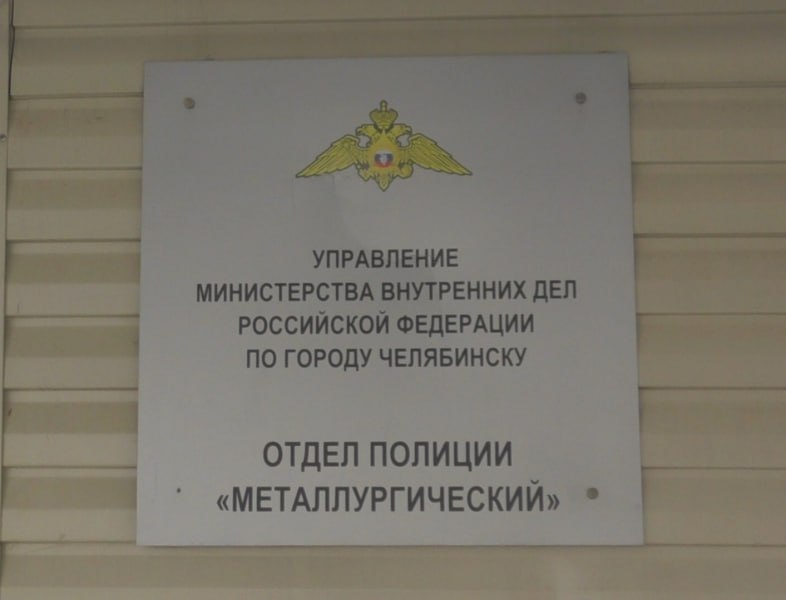 УПРАВЛЕНИЕ
МИНИСТЕРСТВА ВНУТРЕННИХ ДЕЛ
РОССИЙСКОЙ ФЕДЕРАЦИИ
ПО ГОРОДУ ЧЕЛЯБИНСКУ
ОТДЕЛ ПОЛИЦИИ
«МЕТАЛЛУРГИЧЕСКИЙ»